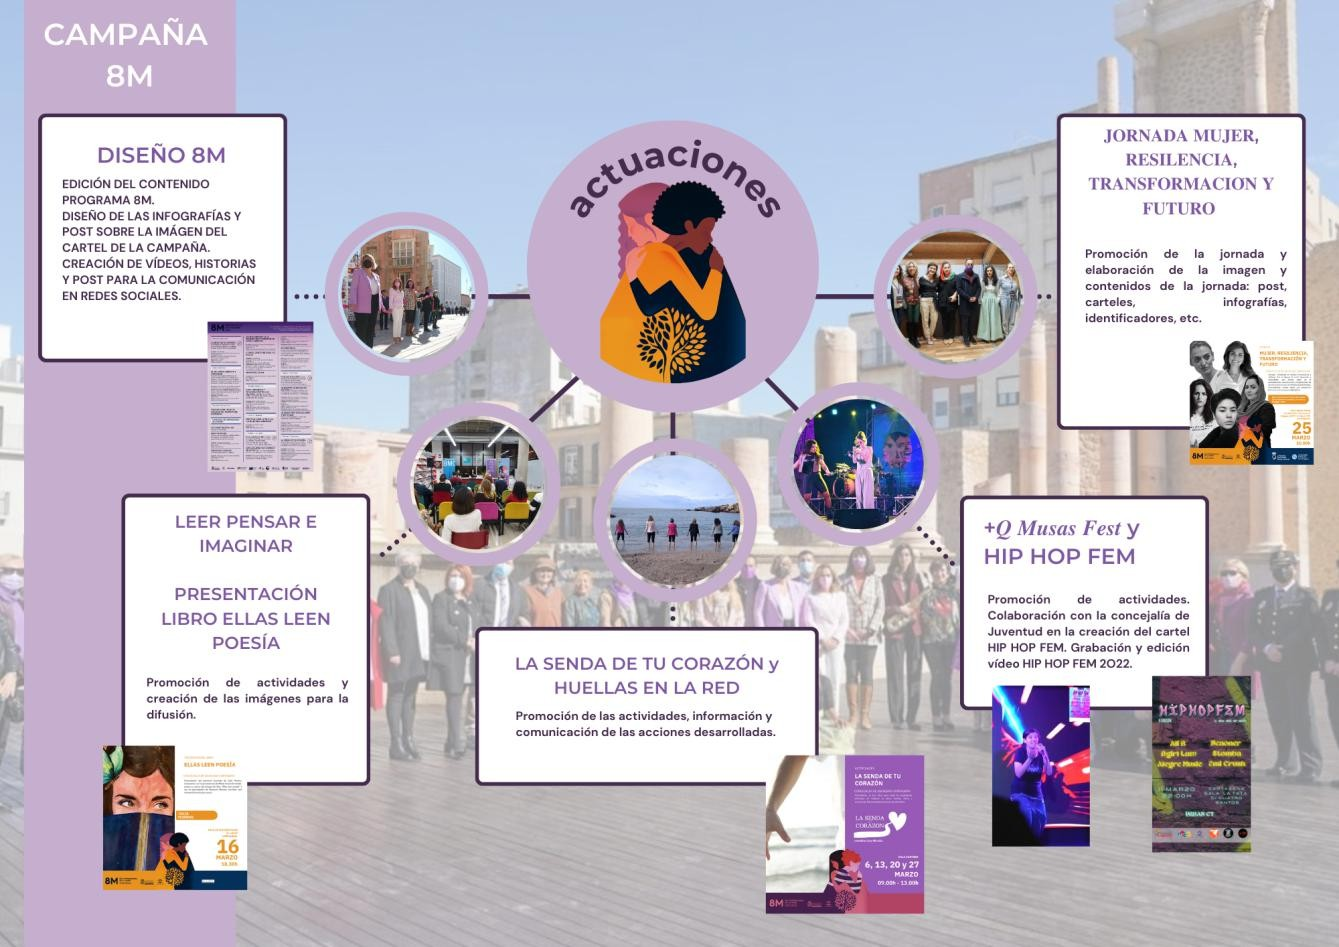 CAMPAÑA
8M
DISEÑO 8M
EDICIÓN DEL CONTENIDO
PROGRAMA 8M.
DISEÑO DE LAS INFOGRAFÍAS Y
POST SOBRE LA IMÁGEN DEL
CARTEL DE LA CAMPAÑA.
CREACIÓN DE VÍDEOS, HISTORIAS
Y POST PARA LA COMUNICACIÓN
EN REDES SOCIALES.
8M
actuaciones
JORNADA MUJER,
RESILENCIA,
TRANSFORMACION Y
FUTURO
Promoción de la jornada y
elaboración de la imagen y
contenidos de la jornada: post,
carteles, infografías,
identificadores, etc.
MUJER, RESILIENCIA,
TRANSFORMACIÓN Y
FUTURO
25
MARZO
8M
LEER PENSAR E
IMAGINAR
PRESENTACIÓN
LIBRO ELLAS LEEN
POESÍA
Promoción de actividades y
creación de las imágenes para la
difusión.
ELLAS LEEN POESÍA
16
MARZO
18.30h
8M
LA SENDA DE TU CORAZÓN y
HUELLAS EN LA RED
Promoción de las actividades, información y
comunicación de las acciones desarrolladas.
LA SENDA DE TU
CORAZÓN
LA SENDA
CORAZÓN
6, 13, 20 y 27
MARZO
09.00h - 13.00h
8M
+Q Musas Fest y
HIP HOP FEM
Promoción de actividades.
Colaboración con la concejalía de
Juventud en la creación del cartel
HIP HOP FEM. Grabación y edición
vídeo HIP HOP FEM 2022.
HIPHOPFEM